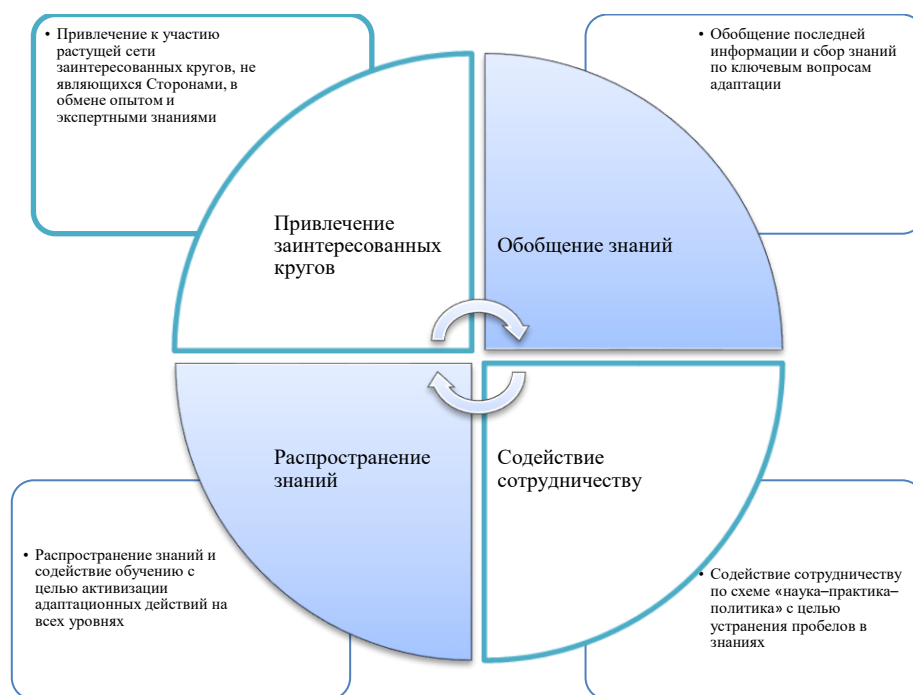 • Привлечение к участию
растущей сети
заинтересованных кругов, не
являющихся Сторонами, в
обмене опытом и
экспертными знаниями
• Обобщение последней
информации и сбор знаний
по ключевым вопросам
адаптации
Привлечение
заинтересованных
кругов
Обобщение знаний
Распространение
знаний
Содействие
сотрудничеству
• Распространение знаний и
содействие обучению с
целью активизации
адаптационных действий на
всех уровнях
• Содействие сотрудничеству
по схеме «наука–практика–
политика» с целью
устранения пробелов в
знаниях